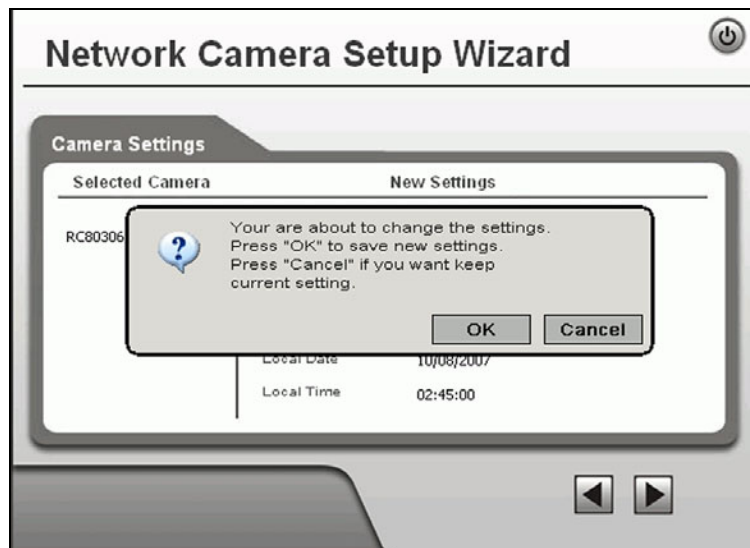 Network Camera Setup Wizard
Camera Settings
Selected Camera New Settings
RC80306
Your are about to change the settings.
Press "OK" to save new settings.
Press "Cancel" if you want keep
current setting.
OK Cancel
Local Date 10/08/2007
Local Time 02:45:00